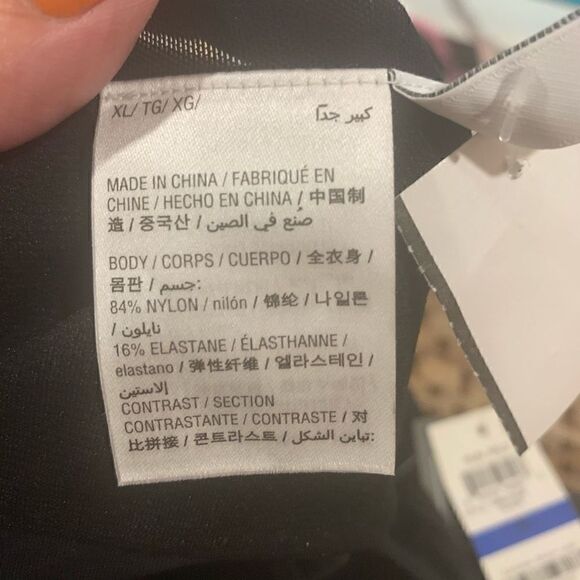 XL/ TG/ XG/ كبير جدًا
MADE IN CHINA / FABRIQUÉ EN
CHINE / HECHO EN CHINA / 中国制
造 / 중국산 / صُنع في الصين
BODY / CORPS / CUERPO / 全衣身 /
몸판 / جسم:
84% NYLON / nilón / 锦纶 / 나일론
/ نايلون
16% ELASTANE / ÉLASTHANNE /
elastano / 弹性纤维 / 엘라스테인 /
إلاستين
CONTRAST / SECTION
CONTRASTANTE / CONTRASTE / 对
比拼接 / 콘트라스트 / تباين الشكل: